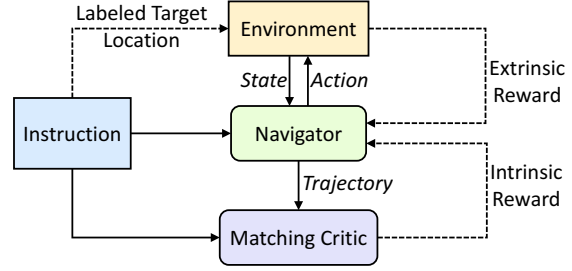 Labeled Target
Location
Environment
State
Action
Extrinsic
Reward
Instruction
Navigator
Trajectory
Intrinsic
Reward
Matching Critic